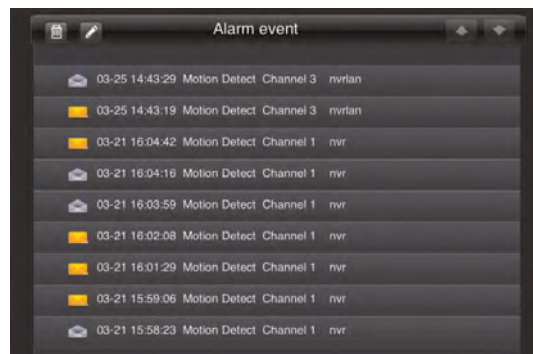 Alarm event
03-25 14:43:29 Motion Detect Channel 3 nvrlan
03-25 14:43:19 Motion Detect Channel 3 nvrlan
03-21 16:04:42 Motion Detect Channel 1 nvr
03-21 16:04:16 Motion Detect Channel 1 nvr
03-21 16:03:59 Motion Detect Channel 1 nvr
03-21 16:02:08 Motion Detect Channel 1 nvr
03-21 16:01:29 Motion Detect Channel 1 nvr
03-21 15:59:06 Motion Detect Channel 1 nvr
03-21 15:58:23 Motion Detect Channel 1 nvr